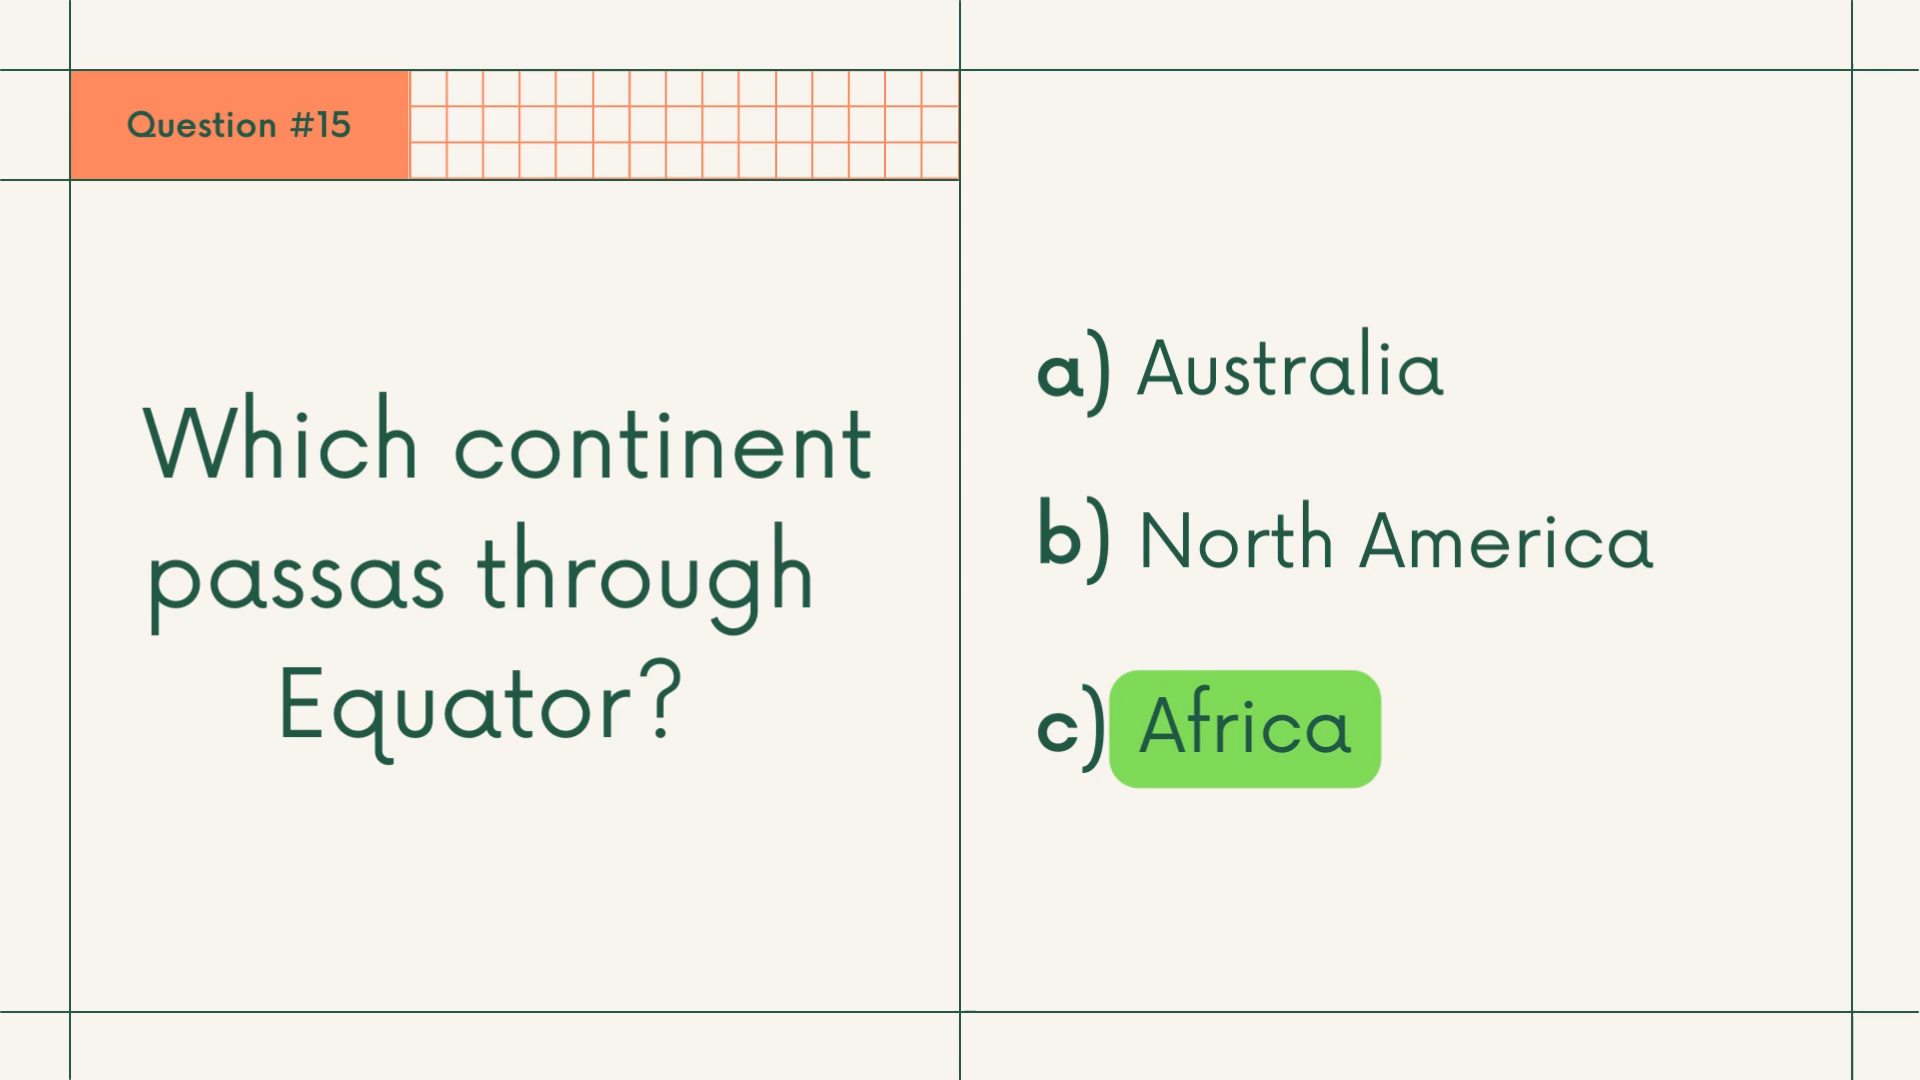 Question #15
Which continent
passas through
Equator?
a) Australia
b) North America
c) Africa